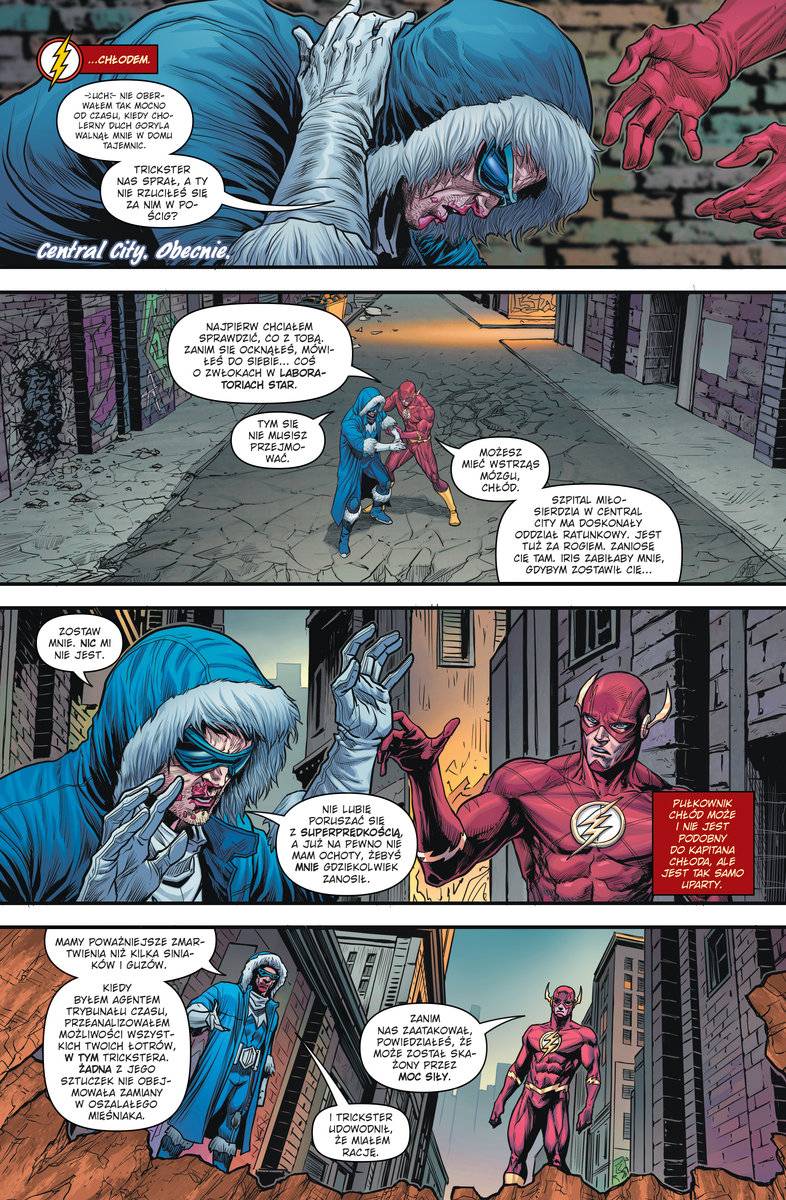 ...CHŁODEM.
-:UCH:- NIE OBER-
WAŁEM TAK MOCNO
OD CZASU, KIEDY CHO-
LERNY DUCH GORYLA
WALNĄŁ MNIE W DOMU
TAJEMNIC.
TRICKSTER
NAS SPRAŁ, A TY
NIE RZUCIŁEŚ SIĘ
ZA NIM W PO-
ŚCIG?
Central City. Obecnie.
NAJPIERW CHCIAŁEM
SPRAWDZIĆ, CO Z TOBĄ.
ZANIM SIĘ OCKNĄŁEŚ, MÓWI-
ŁEŚ DO SIEBIE... COŚ
O ZWŁOKACH W LABORA-
TORIACH STAR.
TYM SIĘ
NIE MUSISZ
PRZEJMO-
WAĆ.
MOŻESZ
MIEĆ WSTRZĄS
MÓZGU,
CHŁÓD.
SZPITAL MIŁO-
SIERDZIA W CENTRAL
CITY MA DOSKONAŁY
ODDZIAŁ RATUNKOWY. JEST
TUŻ ZA ROGIEM. ZANIOSĘ
CIĘ TAM. IRIS ZABIŁABY MNIE,
GDYBYM ZOSTAWIŁ CIĘ...
ZOSTAW
MNIE. NIC MI
NIE JEST.
NIE LUBIĘ
PORUSZAĆ SIĘ
Z SUPERPRĘDKOŚCIĄ,
A JUŻ NA PEWNO NIE
MAM OCHOTY, ŻEBYŚ
MNIE GDZIEKOLWIEK
ZANOSIŁ.
PUŁKOWNIK
CHŁÓD MOŻE
I NIE JEST
PODOBNY
DO KAPITANA
CHŁODA, ALE
JEST TAK SAMO
UPARTY.
MAMY POWAŻNIEJSZE ZMAR-
TWIENIA NIŻ KILKA SINIA-
KÓW I GUZÓW.
KIEDY
BYŁEM AGENTEM
TRYBUNAŁU CZASU,
PRZEANALIZOWAŁEM
MOŻLIWOŚCI WSZYST-
KICH TWOICH ŁOTRÓW,
W TYM TRICKSTERA.
ŻADNA Z JEGO
SZTUCZEK NIE OBEJ-
MOWAŁA ZAMIANY
W OSZALAŁEGO
MIĘŚNIAKA.
ZANIM
NAS ZAATAKOWAŁ,
POWIEDZIAŁEŚ, ŻE
MOŻE ZOSTAŁ SKA-
ŻONY PRZEZ
MOC SIŁY.
I TRICKSTER
UDOWODNIŁ,
ŻE MIAŁEM
RACJĘ.